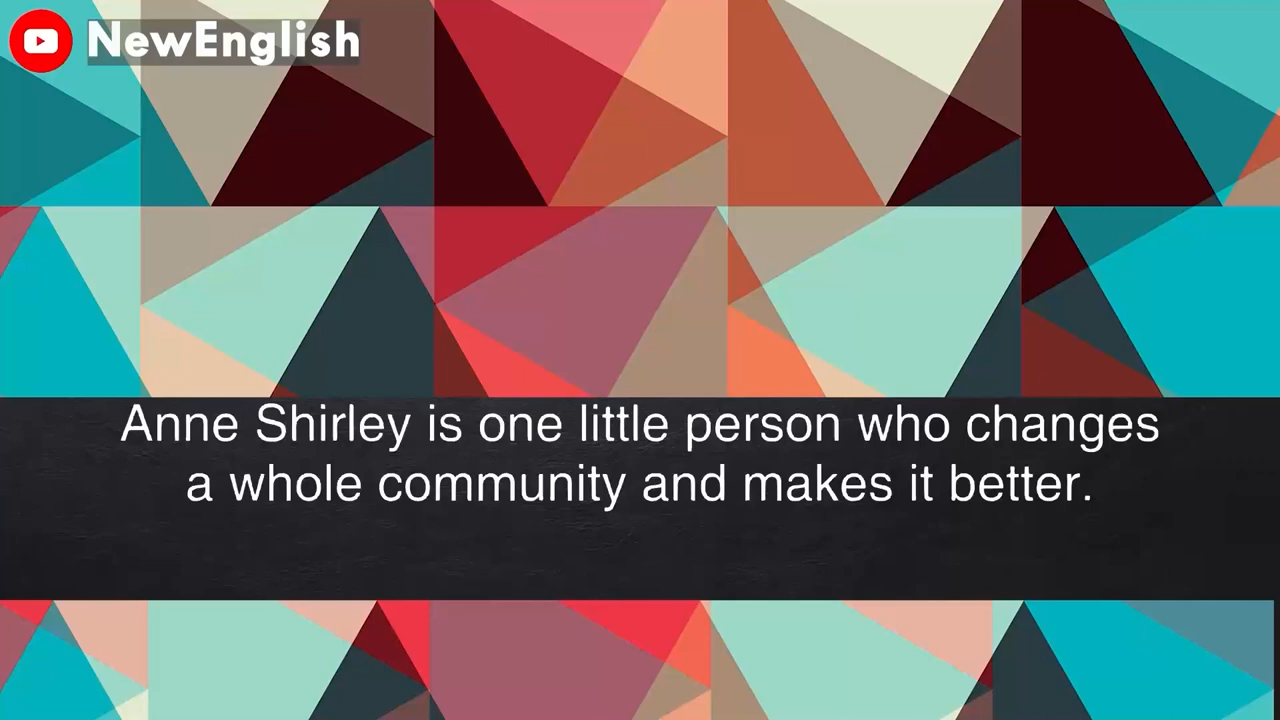 NewEnglish
Anne Shirley is one little person who changes
a whole community and makes it better.